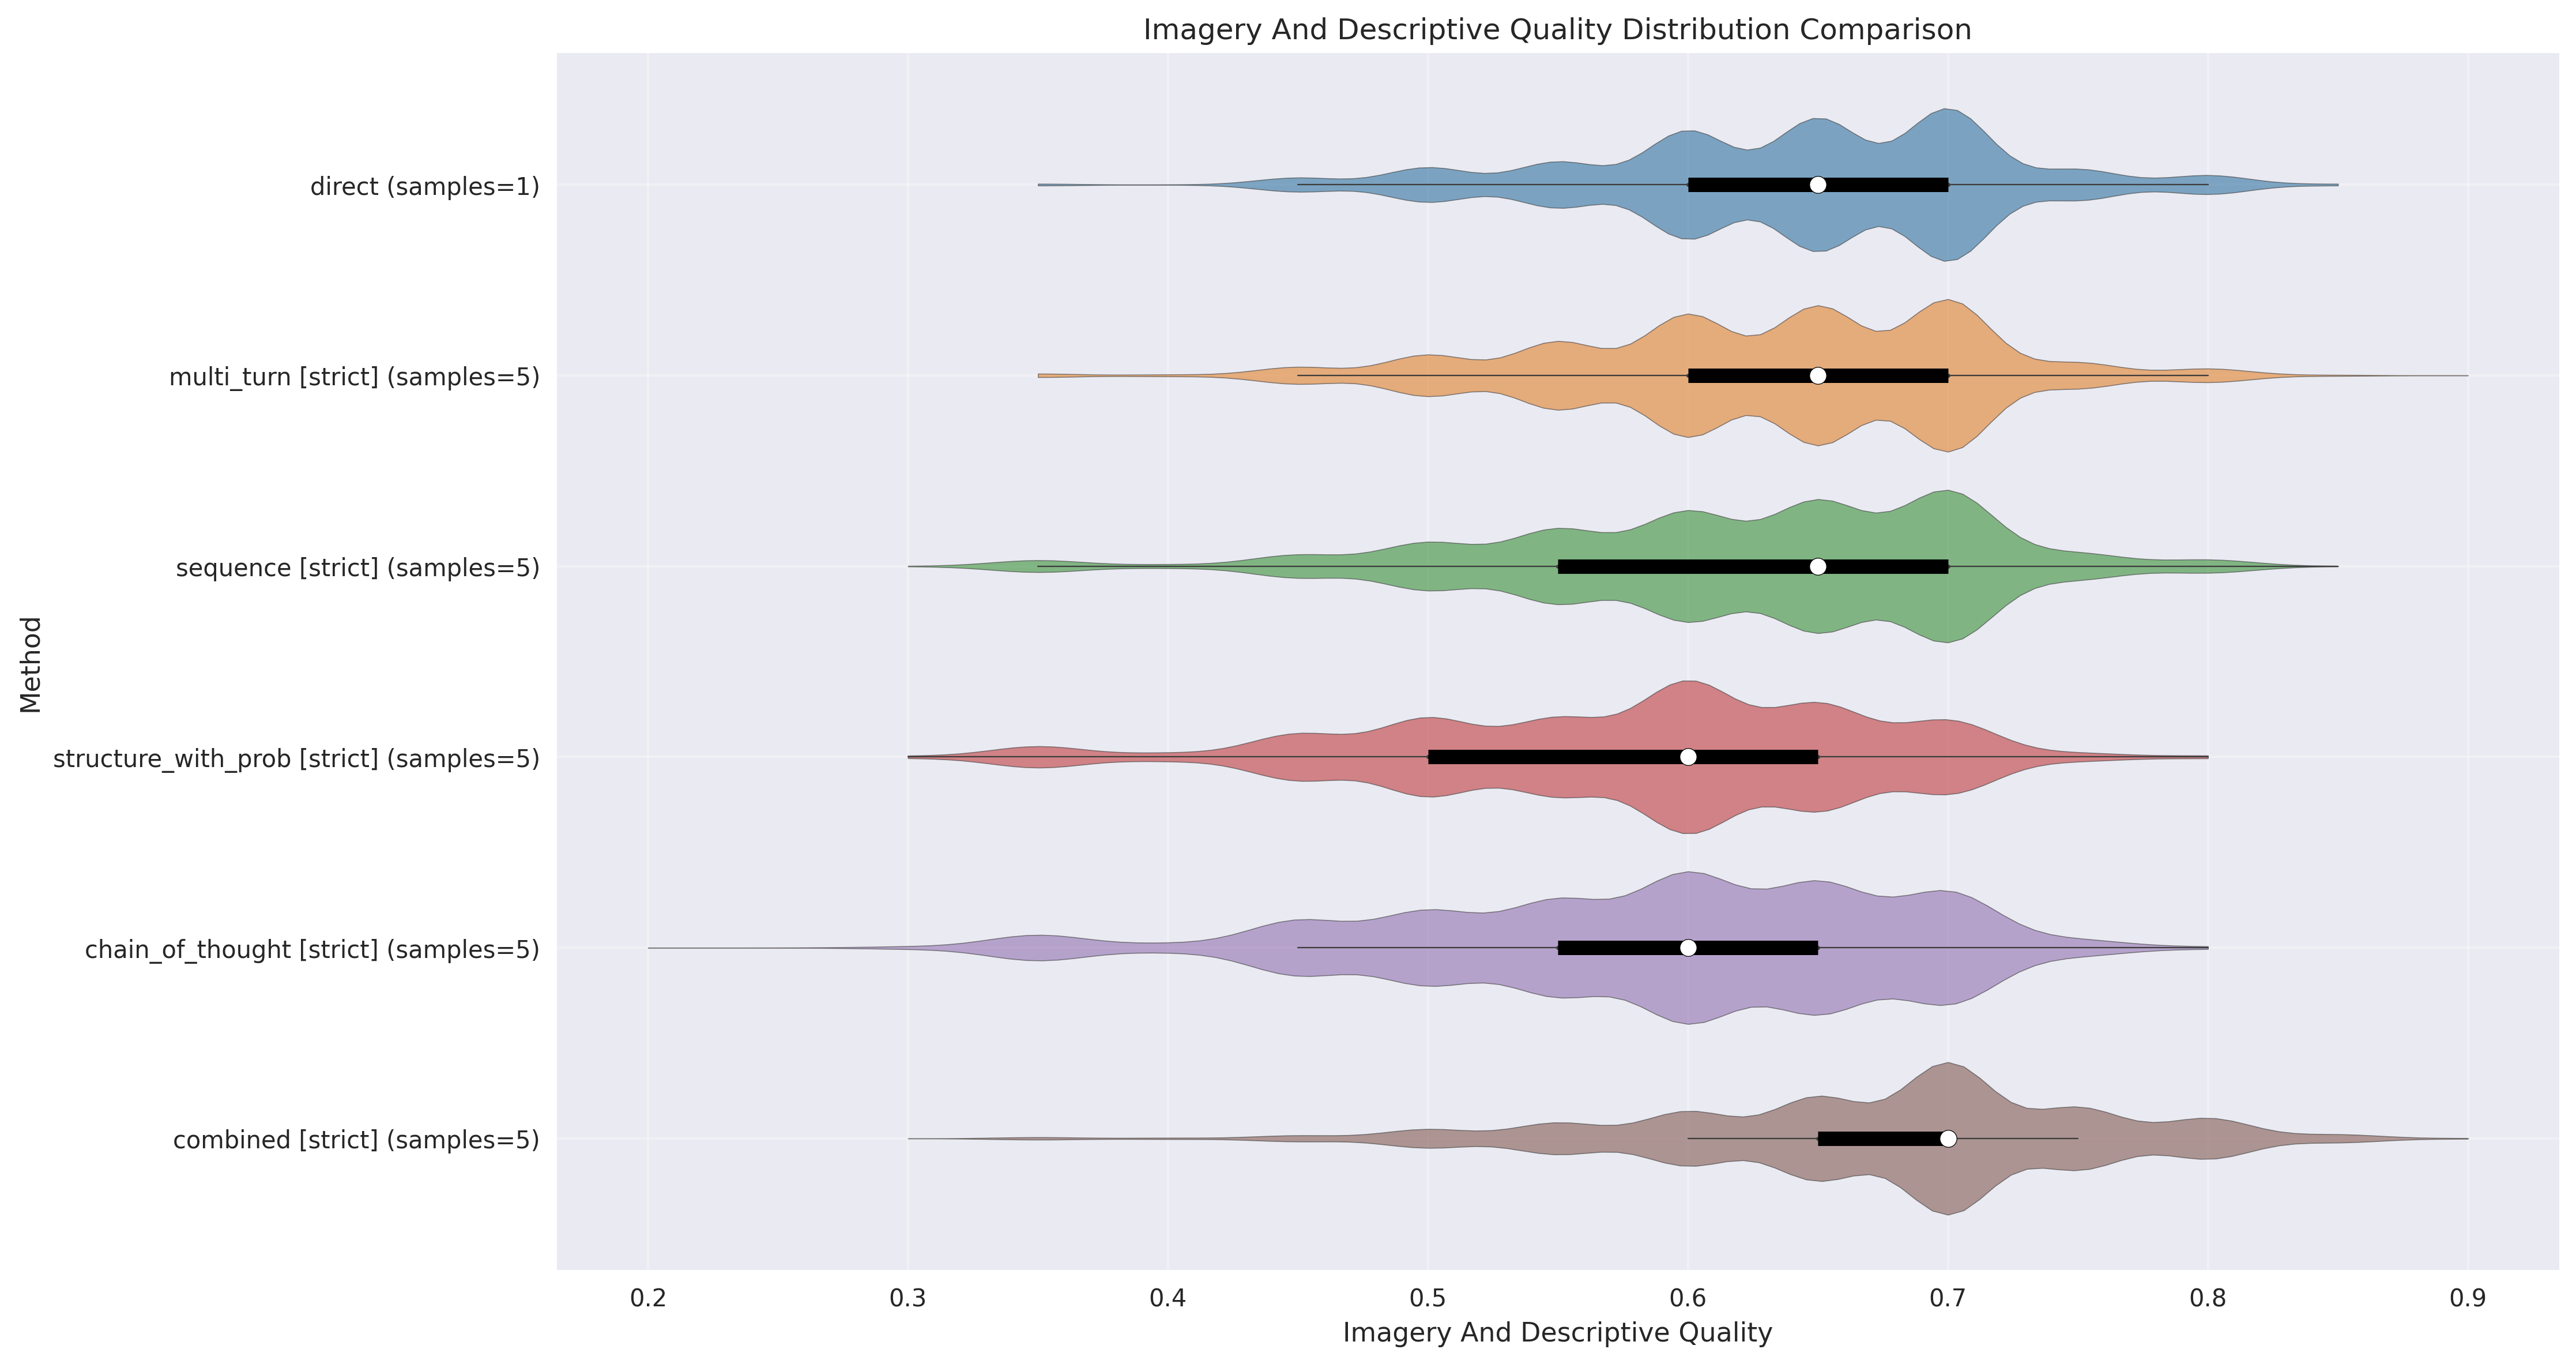 Imagery And Descriptive Quality Distribution Comparison
Method
direct (samples=1)
multi_turn [strict] (samples=5)
sequence [strict] (samples=5)
structure_with_prob [strict] (samples=5)
chain_of_thought [strict] (samples=5)
combined [strict] (samples=5)
0.2 0.3 0.4 0.5 0.6 0.7 0.8 0.9
Imagery And Descriptive Quality